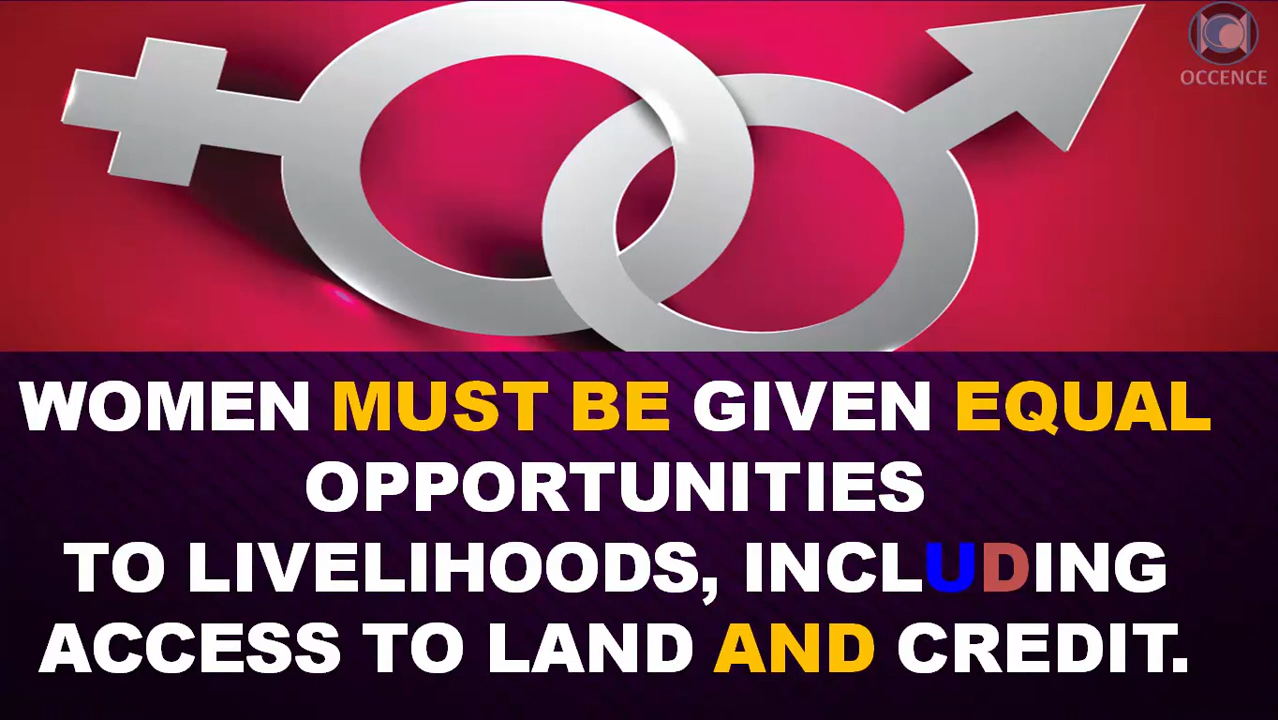 OCCENCE
WOMEN MUST BE GIVEN EQUAL
OPPORTUNITIES
TO LIVELIHOODS, INCLUDING
ACCESS TO LAND AND CREDIT.